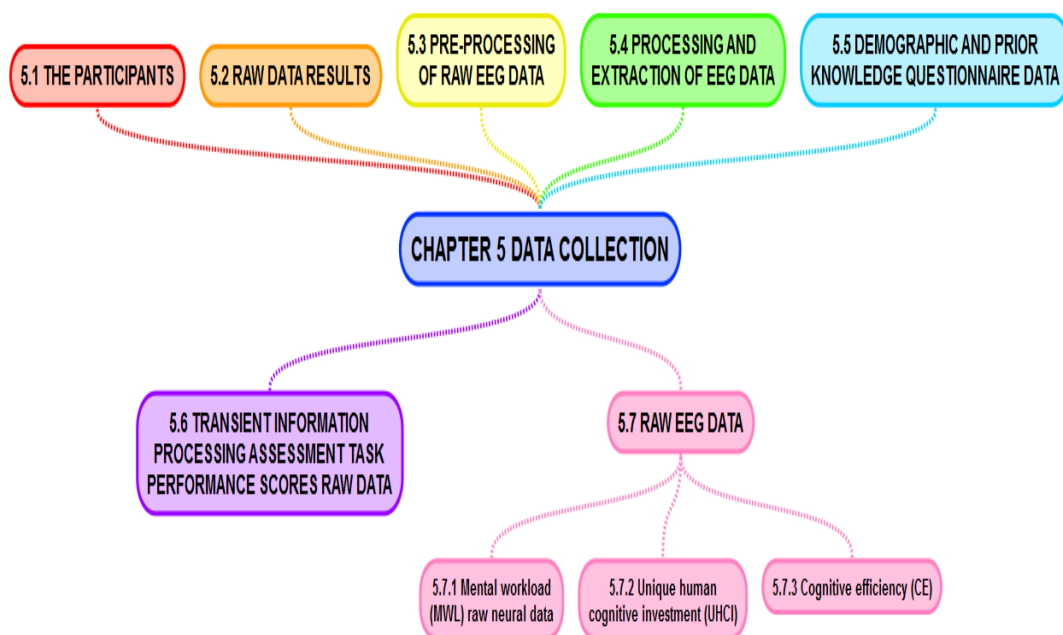 5.1 THE PARTICIPANTS
5.2 RAW DATA RESULTS
5.3 PRE-PROCESSING
OF RAW EEG DATA
5.4 PROCESSING AND
EXTRACTION OF EEG DATA
5.5 DEMOGRAPHIC AND PRIOR
KNOWLEDGE QUESTIONNAIRE DATA
CHAPTER 5 DATA COLLECTION
5.6 TRANSIENT INFORMATION
PROCESSING ASSESSMENT TASK
PERFORMANCE SCORES RAW DATA
5.7 RAW EEG DATA
5.7.1 Mental workload
(MWL) raw neural data
5.7.2 Unique human
cognitive investment (UHCI)
5.7.3 Cognitive efficiency (CE)